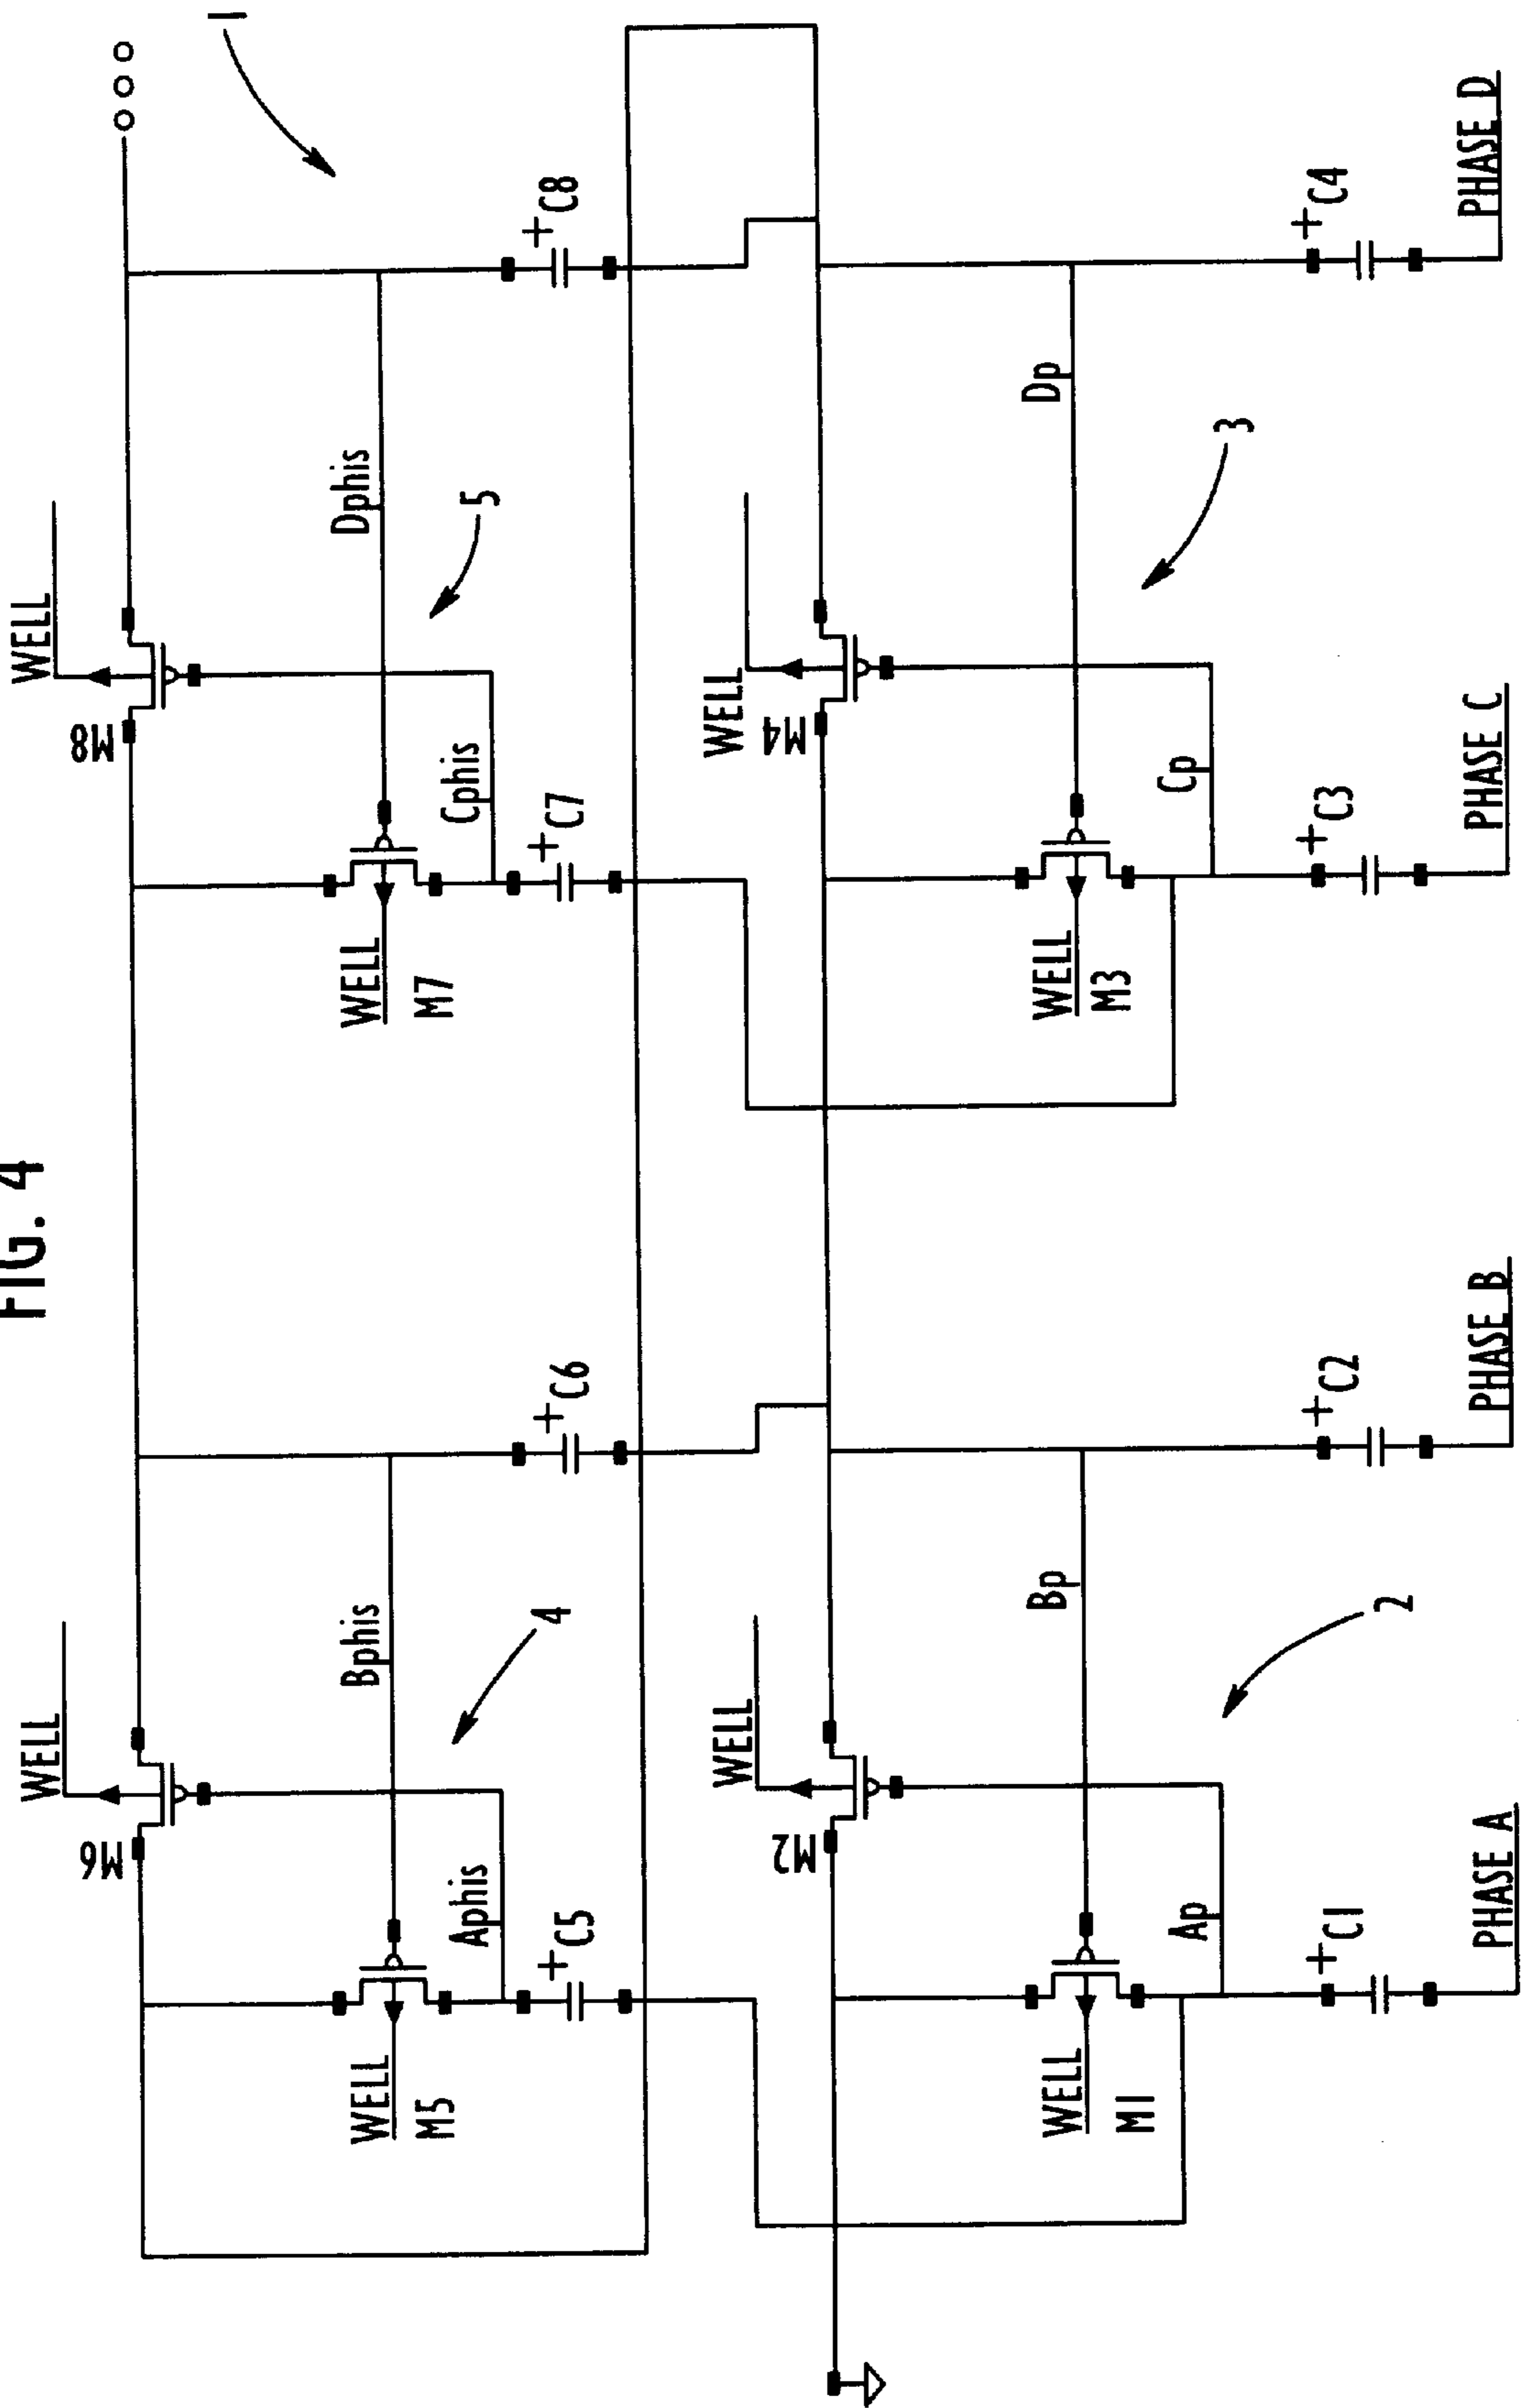 FIG. 4
1
WELL
M6
WELL
M8
Bphis
4
Dphis
5
WELL
M5
Aphis
+
C5
+
C6
WELL
M7
Cphis
+
C7
+
C8
WELL
M2
WELL
M4
Bp
2
Dp
3
WELL
M1
Ap
+
C1
+
C2
WELL
M3
Cp
+
C3
+
C4
PHASE A
PHASE B
PHASE C
PHASE D